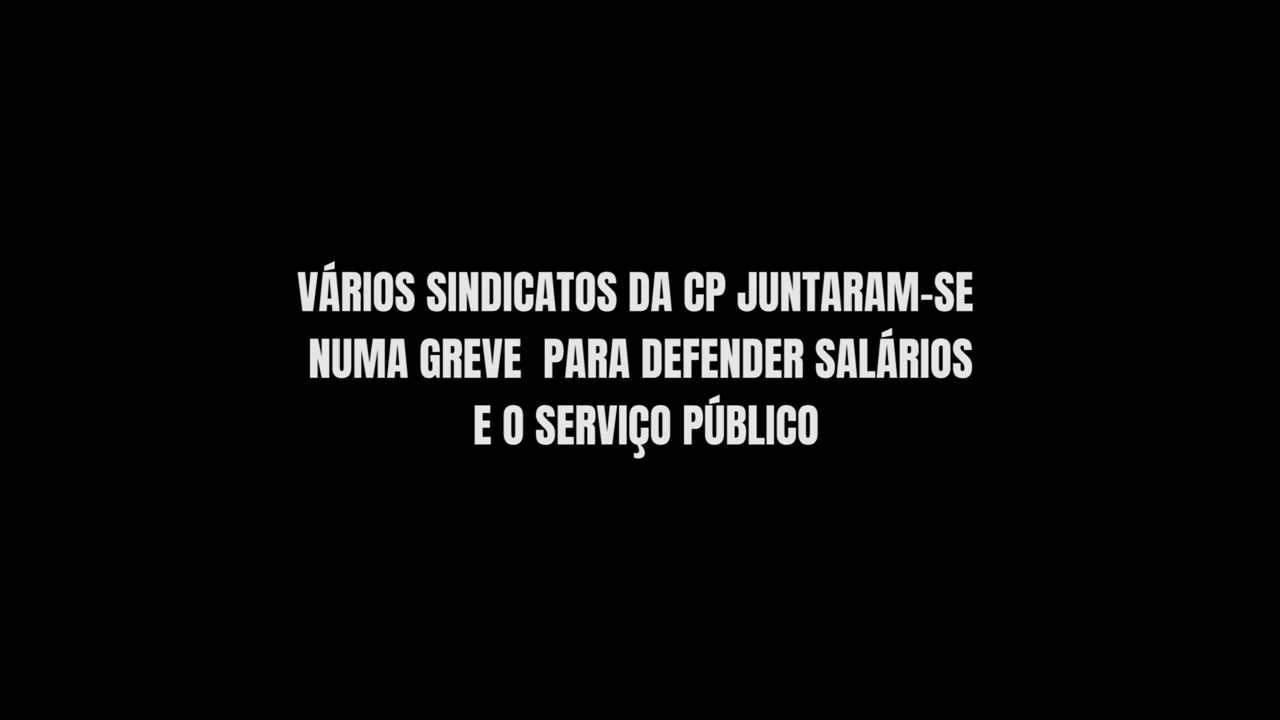 VÁRIOS SINDICATOS DA CP JUNTARAM-SE
NUMA GREVE PARA DEFENDER SALÁRIOS
E O SERVIÇO PÚBLICO